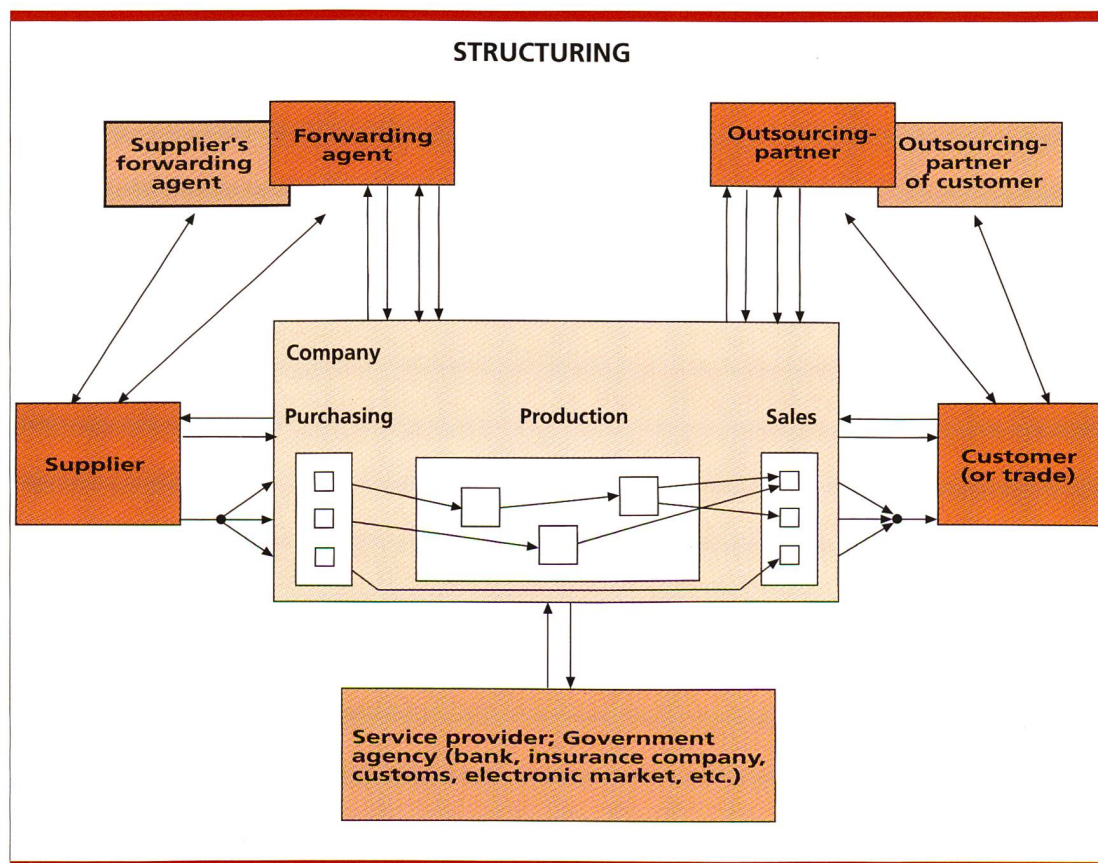 STRUCTURING
Supplier's
forwarding
agent
Forwarding
agent
Outsourcing-
partner
Outsourcing-
partner
of customer
Company
Purchasing
Production
Sales
Supplier
Customer
(or trade)
Service provider; Government
agency (bank, insurance company,
customs, electronic market, etc.)